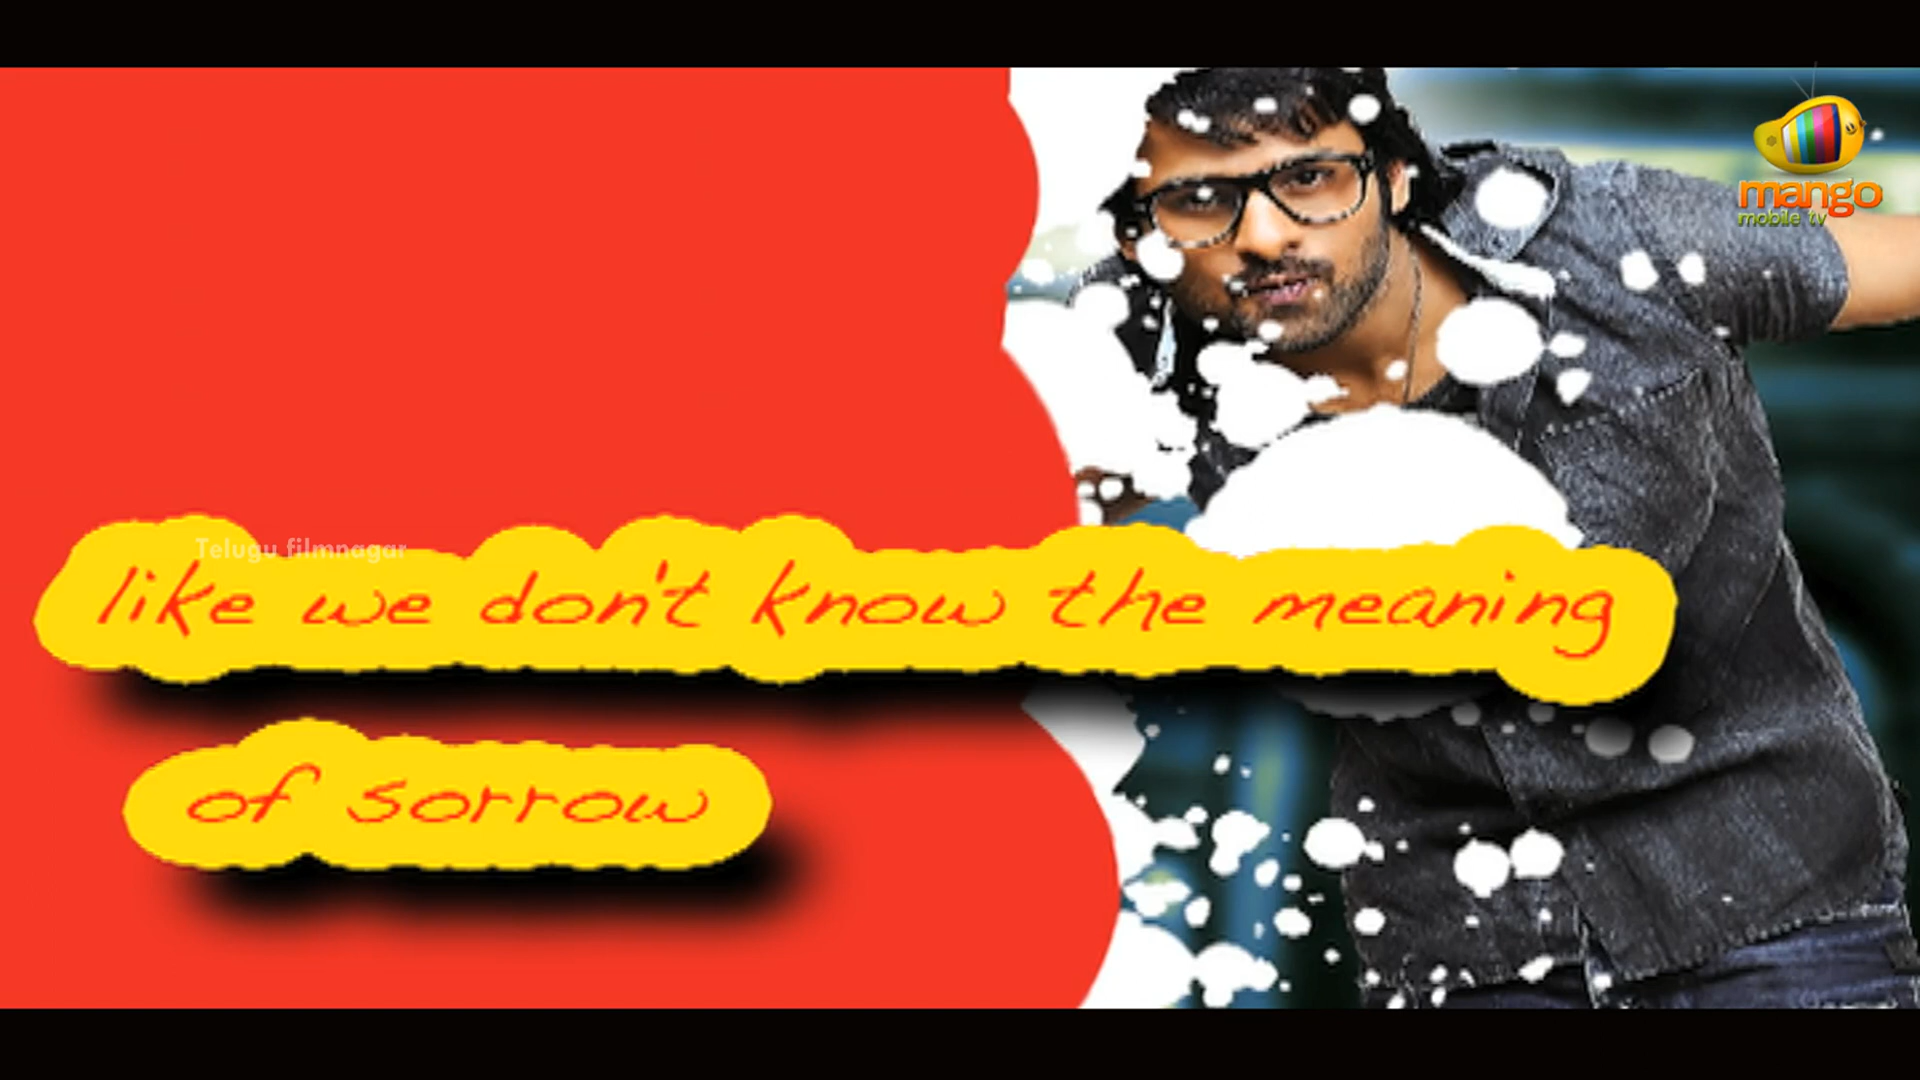 mango
mobile tv
Telugu filmnagar
like we don't know the meaning
of sorrow